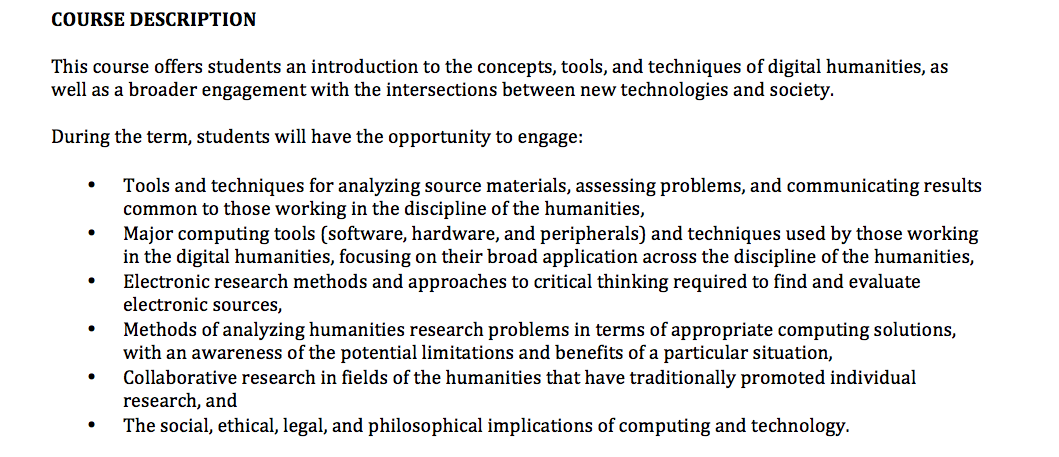 COURSE DESCRIPTION
This course offers students an introduction to the concepts, tools, and techniques of digital humanities, as
well as a broader engagement with the intersections between new technologies and society.
During the term, students will have the opportunity to engage:
• Tools and techniques for analyzing source materials, assessing problems, and communicating results
common to those working in the discipline of the humanities,
• Major computing tools (software, hardware, and peripherals) and techniques used by those working
in the digital humanities, focusing on their broad application across the discipline of the humanities,
• Electronic research methods and approaches to critical thinking required to find and evaluate
electronic sources,
• Methods of analyzing humanities research problems in terms of appropriate computing solutions,
with an awareness of the potential limitations and benefits of a particular situation,
• Collaborative research in fields of the humanities that have traditionally promoted individual
research, and
• The social, ethical, legal, and philosophical implications of computing and technology.